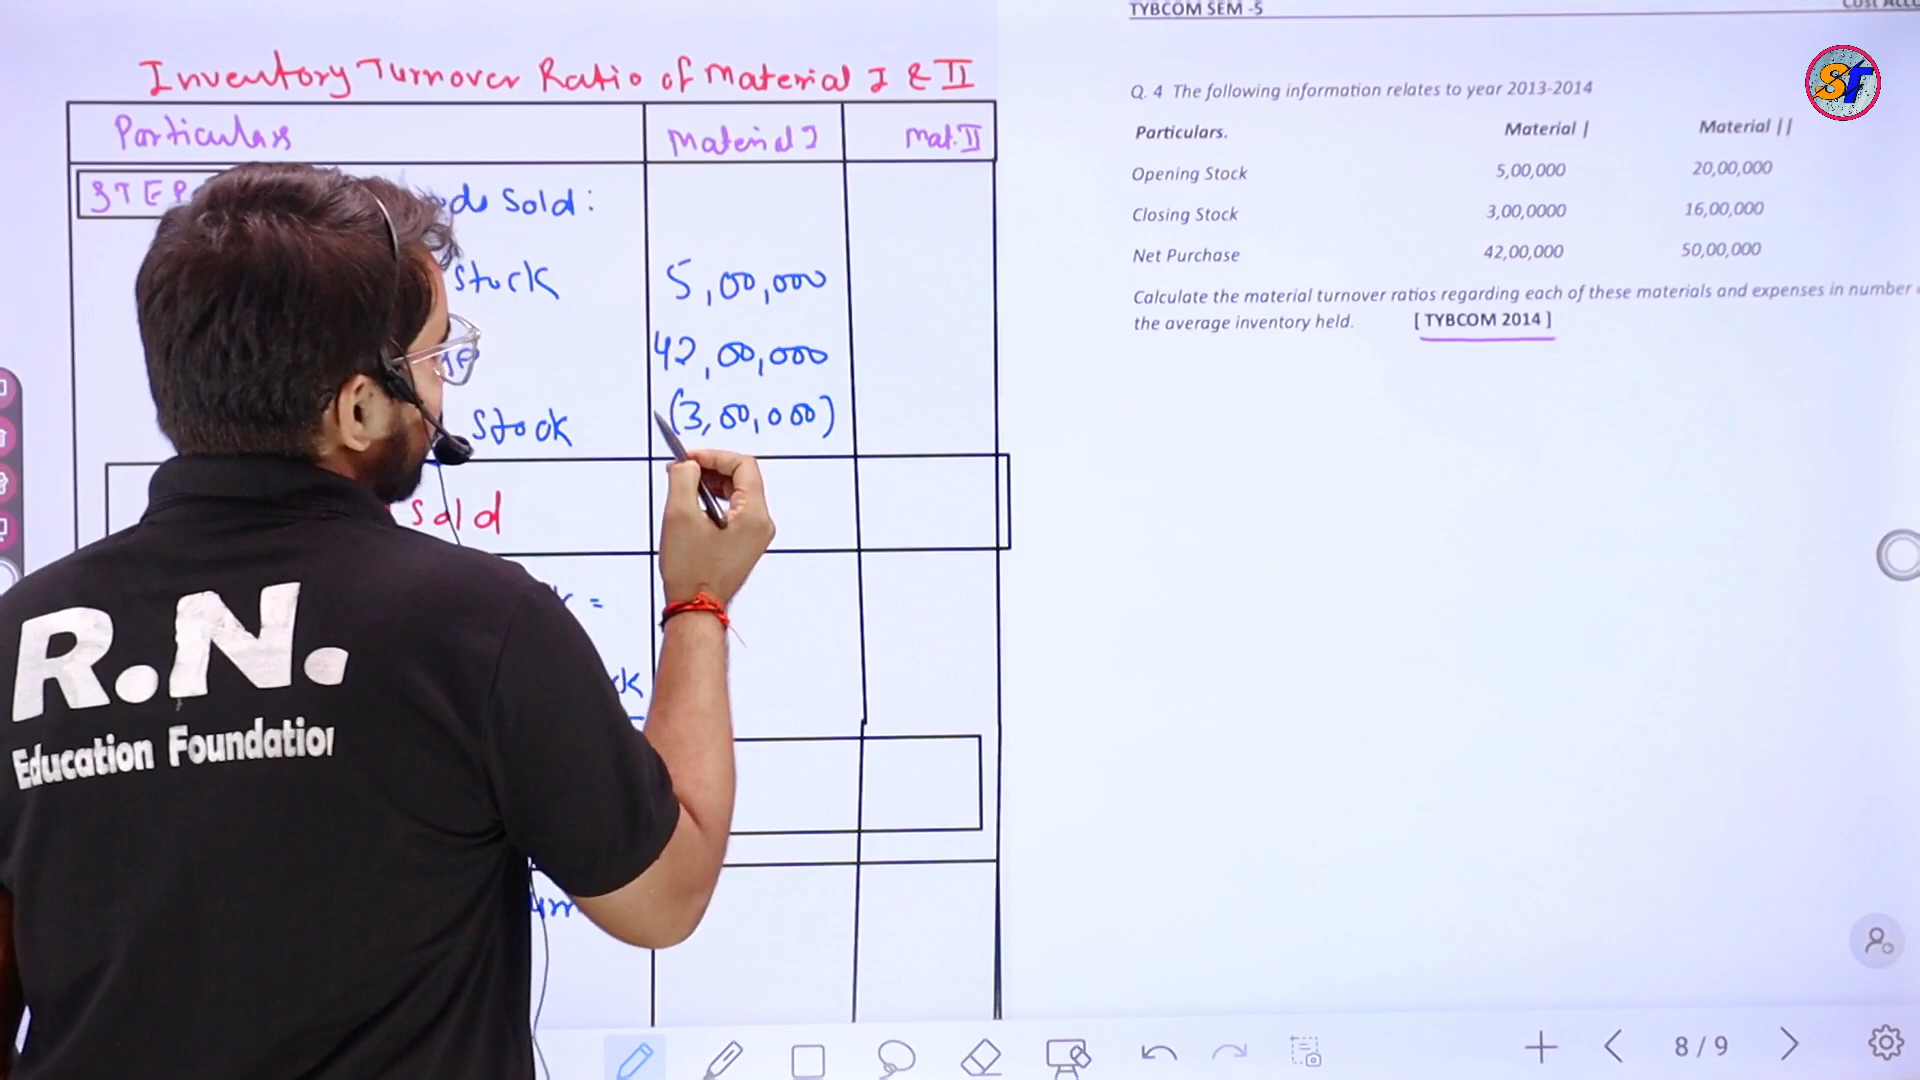 Inventory Turnover Ratio of Material I & II
Particulars Material I Mat. II
STEP Sold :
Stock 5,00,000
42,00,000
Stock (3,00,000)
Sold
=
TYBCOM SEM -5
Q. 4 The following information relates to year 2013-2014
Particulars. Material | Material ||
Opening Stock 5,00,000 20,00,000
Closing Stock 3,00,0000 16,00,000
Net Purchase 42,00,000 50,00,000
Calculate the material turnover ratios regarding each of these materials and expenses in number
the average inventory held. [ TYBCOM 2014 ]
ST
R.N.
Education Foundation
8 / 9